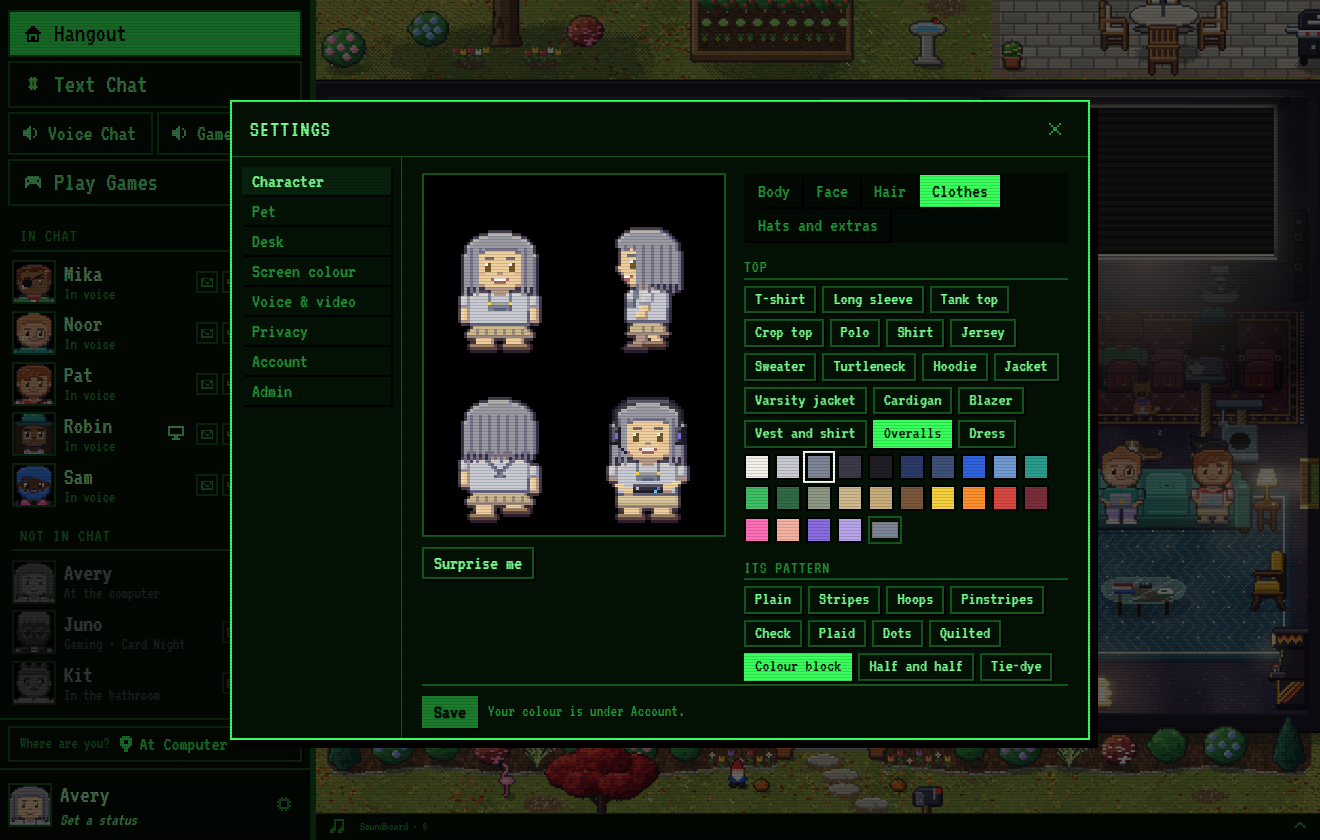 Hangout
# Text Chat
Voice Chat
Game
Play Games
IN CHAT
Mika
In voice
Noor
In voice
Pat
In voice
Robin
In voice
Sam
In voice
NOT IN CHAT
Avery
At the computer
Juno
Gaming · Card Night
Kit
In the bathroom
Where are you? At Computer
Avery
Set a status
SETTINGS
Character
Pet
Desk
Screen colour
Voice & video
Privacy
Account
Admin
Surprise me
Body Face Hair Clothes
Hats and extras
TOP
T-shirt Long sleeve Tank top
Crop top Polo Shirt Jersey
Sweater Turtleneck Hoodie Jacket
Varsity jacket Cardigan Blazer
Vest and shirt Overalls Dress
ITS PATTERN
Plain Stripes Hoops Pinstripes
Check Plaid Dots Quilted
Colour block Half and half Tie-dye
Save Your colour is under Account.
Soundboard ·